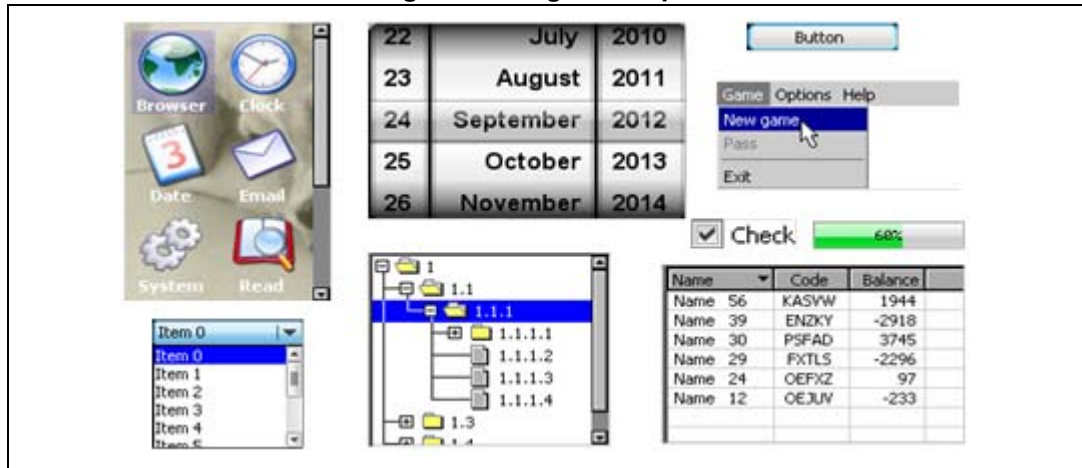 Browser Clock
Date Email
System Read
Item 0
Item 0
Item 1
Item 2
Item 3
Item 4
22 July 2010
23 August 2011
24 September 2012
25 October 2013
26 November 2014
1
1.1
1.1.1
1.1.1.1
1.1.1.2
1.1.1.3
1.1.1.4
1.3
Button
Game Options Help
New game
Pass
Exit
Check 60%
Name Code Balance
Name 56 KASVW 1944
Name 39 ENZKY -2918
Name 30 PSFAD 3745
Name 29 FXTLS -2296
Name 24 OEFXZ 97
Name 12 OEJUV -233